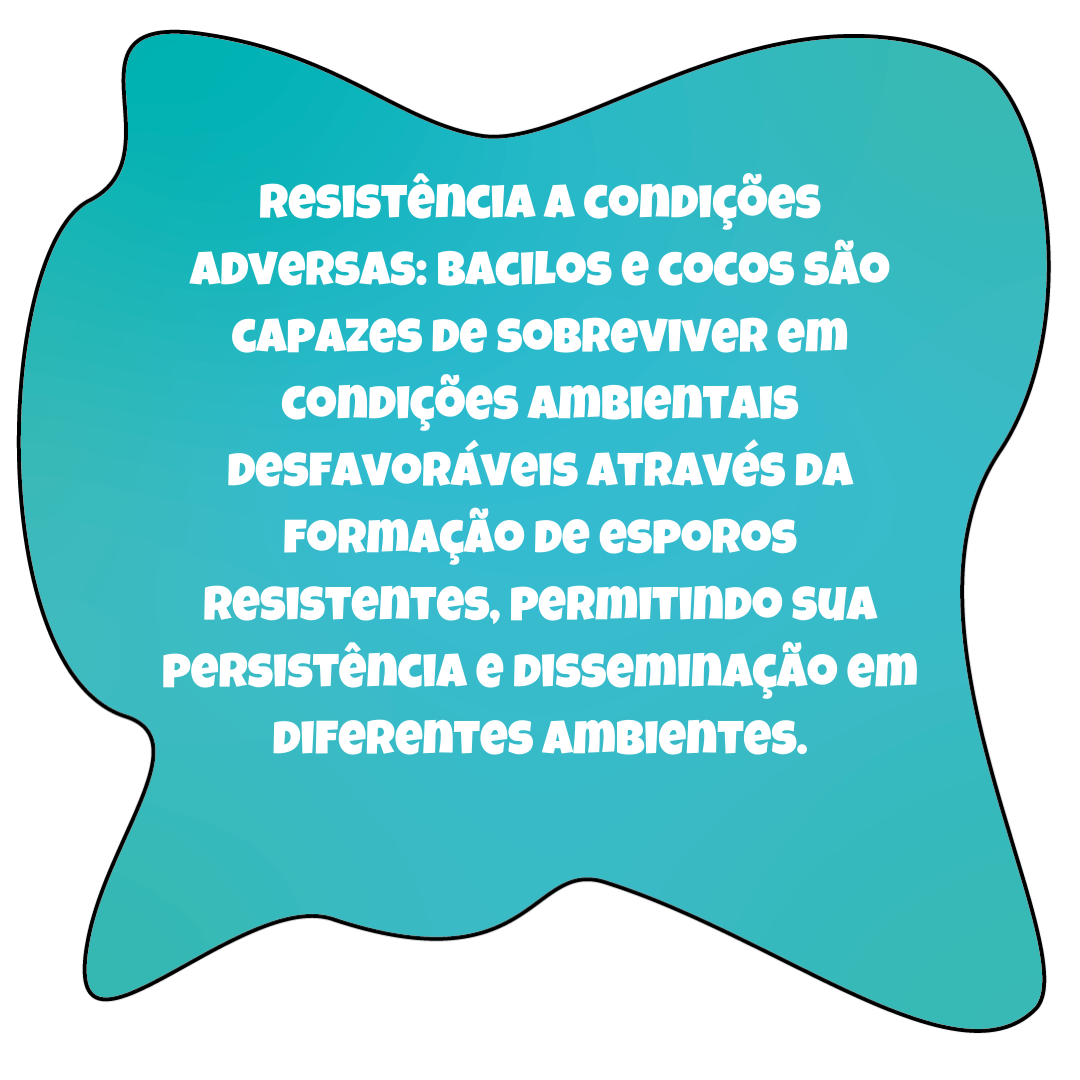 Resistência a condições
adversas: bacilos e cocos são
capazes de sobreviver em
condições ambientais
desfavoráveis através da
formação de esporos
resistentes, permitindo sua
persistência e disseminação em
diferentes ambientes.